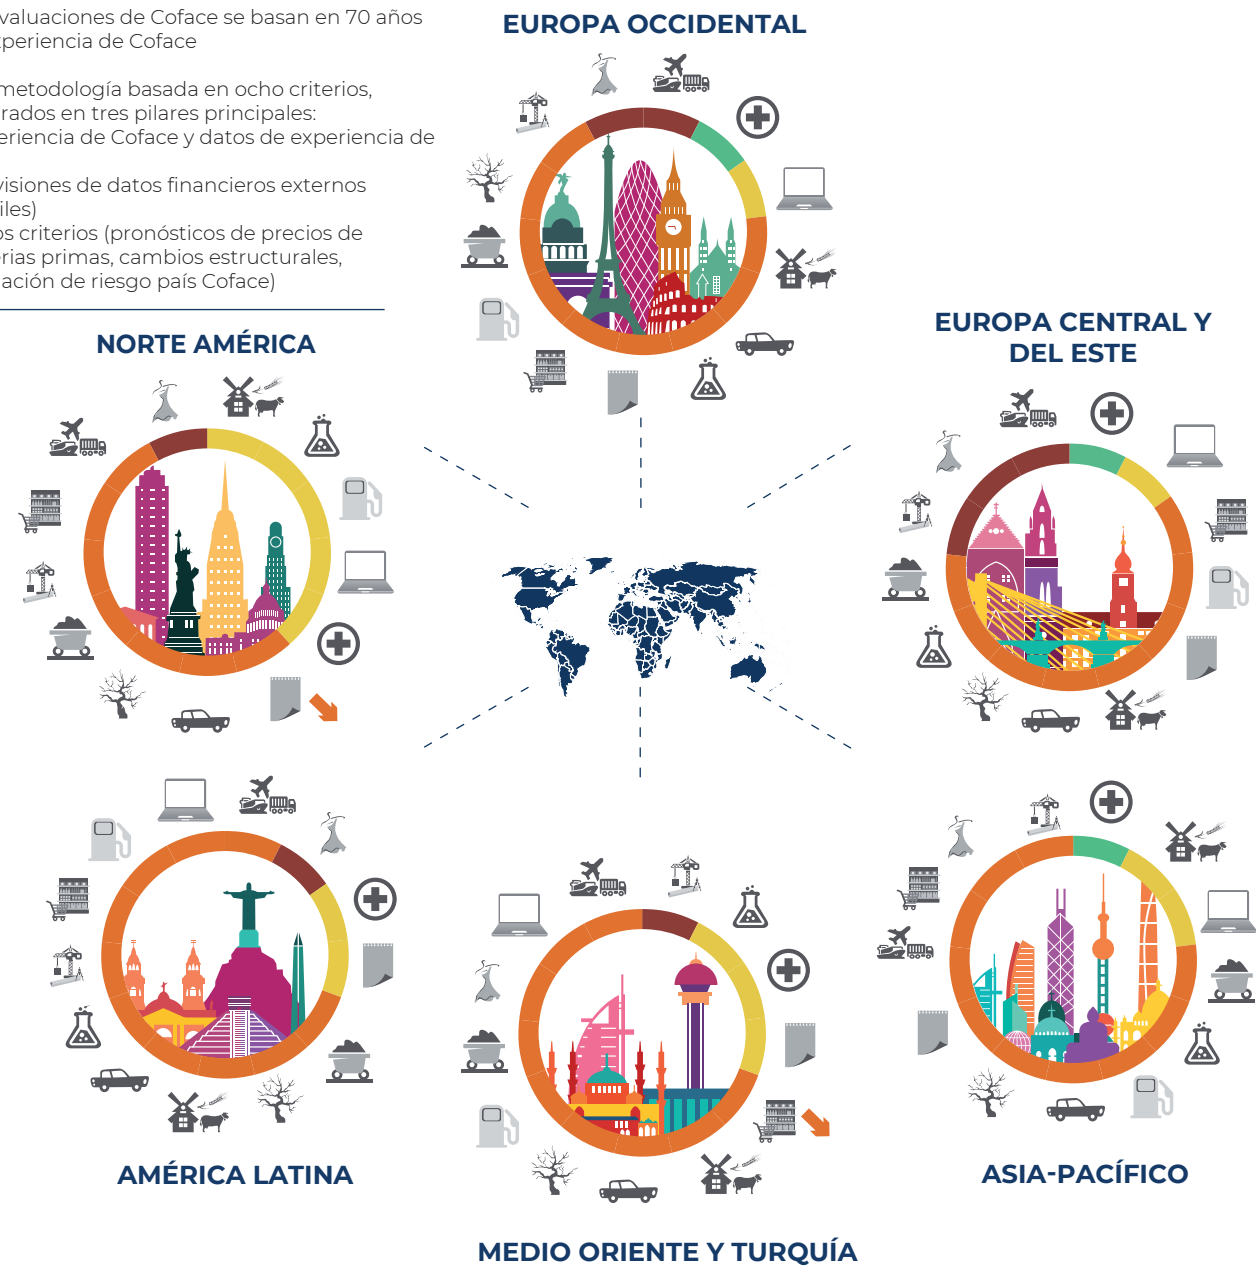 valuaciones de Coface se basan en 70 años
xperiencia de Coface
metodología basada en ocho criterios,
rados en tres pilares principales:
eriencia de Coface y datos de experiencia de
visiones de datos financieros externos
iles)
os criterios (pronósticos de precios de
erias primas, cambios estructurales,
ación de riesgo país Coface)
EUROPA OCCIDENTAL
NORTE AMÉRICA
EUROPA CENTRAL Y
DEL ESTE
AMÉRICA LATINA
ASIA-PACÍFICO
MEDIO ORIENTE Y TURQUÍA